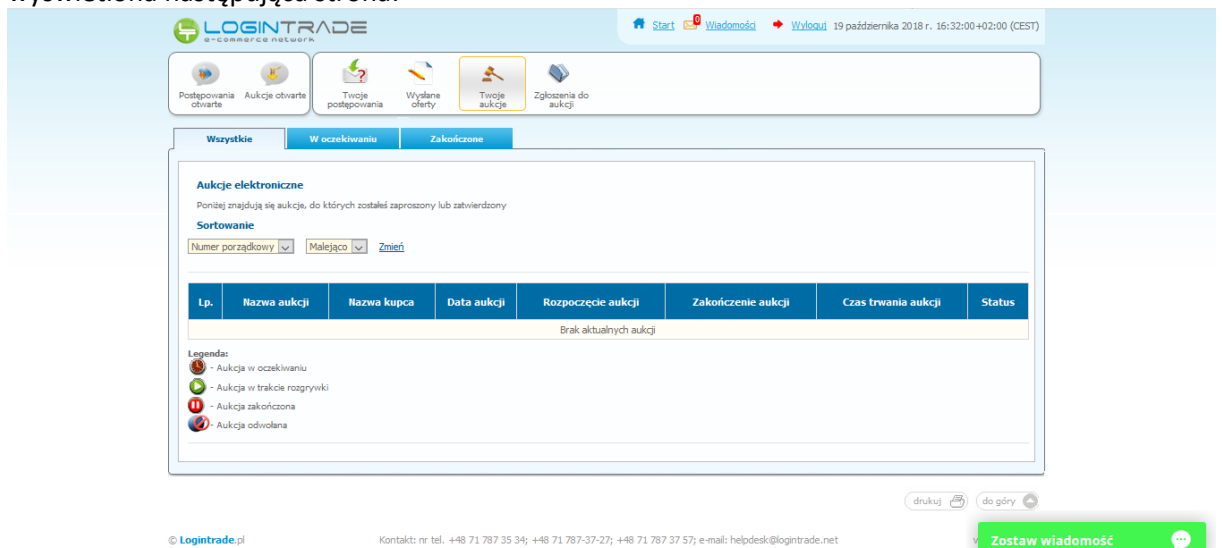 wyświetlona następująca strona:
LOGINTRADE
e-commerce network
Start 0 Wiadomości Wyloguj 19 października 2018 r. 16:32:00+02:00 (CEST)
Postępowania otwarte Aukcje otwarte Twoje postępowania Wysłane oferty Twoje aukcje Zgłoszenia do aukcji
Wszystkie W oczekiwaniu Zakończone
Aukcje elektroniczne
Poniżej znajdują się aukcje, do których zostałeś zaproszony lub zatwierdzony
Sortowanie
Numer porządkowy Malejąco Zmień
Lp. Nazwa aukcji Nazwa kupca Data aukcji Rozpoczęcie aukcji Zakończenie aukcji Czas trwania aukcji Status
Brak aktualnych aukcji
Legenda:
- Aukcja w oczekiwaniu
- Aukcja w trakcie rozgrywki
- Aukcja zakończona
- Aukcja odwołana
drukuj do góry
© Logintrade.pl Kontakt: nr tel. +48 71 787 35 34; +48 71 787-37-27; +48 71 787 37 57; e-mail: helpdesk@logintrade.net
Zostaw wiadomość